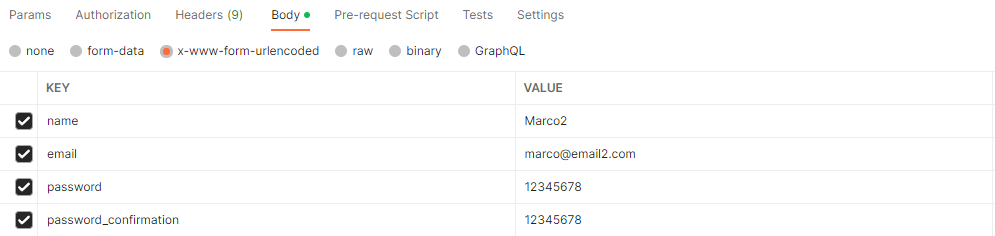 Params Authorization Headers (9) Body Pre-request Script Tests Settings
none form-data x-www-form-urlencoded raw binary GraphQL
KEY VALUE
name Marco2
email marco@email2.com
password 12345678
password_confirmation 12345678